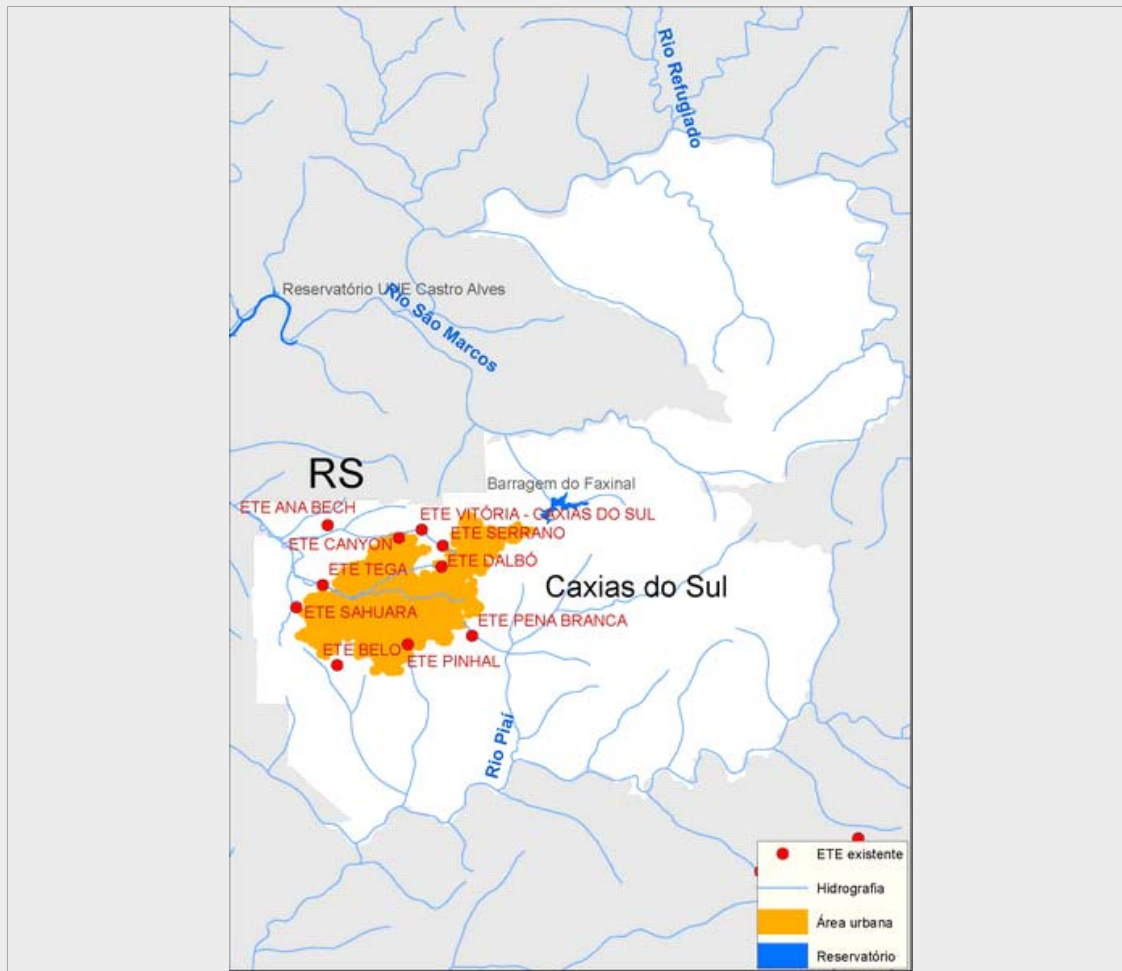 Rio Refugiado
Reservatório UHE Castro Alves
Rio São Marcos
RS
Barragem do Faxinal
ETE ANA BECH
ETE VITÓRIA - CAXIAS DO SUL
ETE CANYON
ETE SERRANO
ETE DALBÓ
ETE TEGA
Caxias do Sul
ETE SAHUARA
ETE PENA BRANCA
ETE BELO
ETE PINHAL
Rio Piaí
ETE existente
Hidrografia
Área urbana
Reservatório